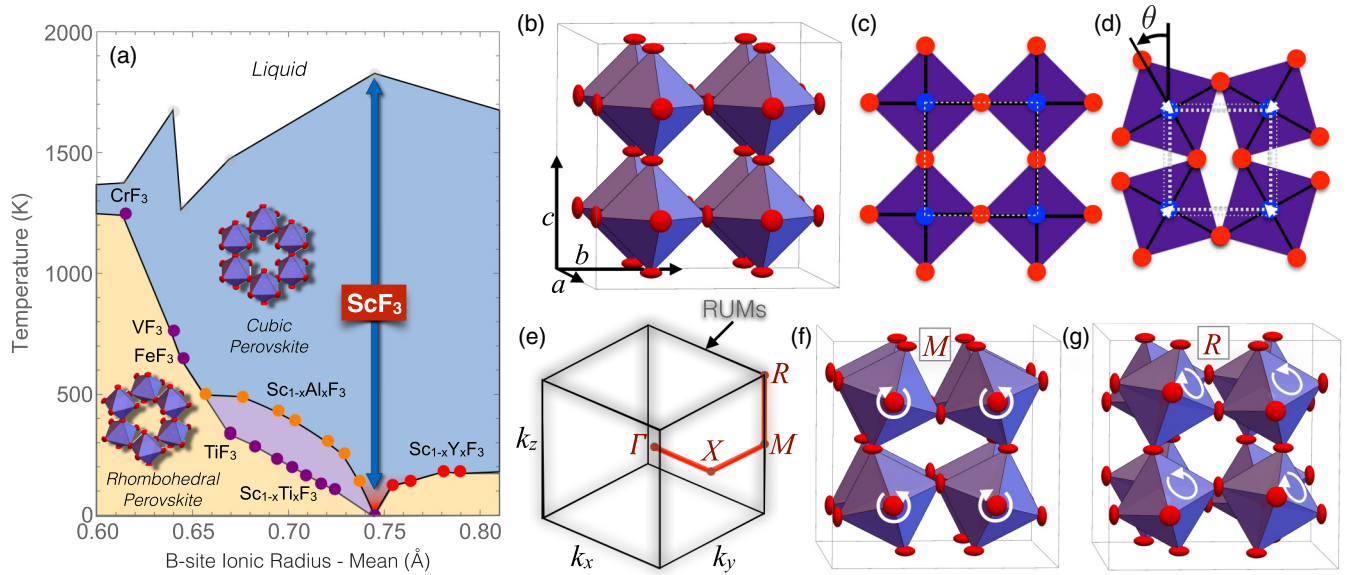 (a)
Temperature (K)
2000
1500
1000
500
0
0.60
0.65
0.70
0.75
0.80
B-site Ionic Radius - Mean (Å)
Liquid
CrF₃
VF₃
FeF₃
TiF₃
Sc₁₋ₓAlₓF₃
Sc₁₋ₓTiₓF₃
Sc₁₋ₓYₓF₃
ScF₃
Cubic
Perovskite
Rhombohedral
Perovskite
(b)
c
b
a
(c)
(d)
θ
(e)
RUMs
R
Γ
X
M
k_z
k_x
k_y
(f)
M
(g)
R